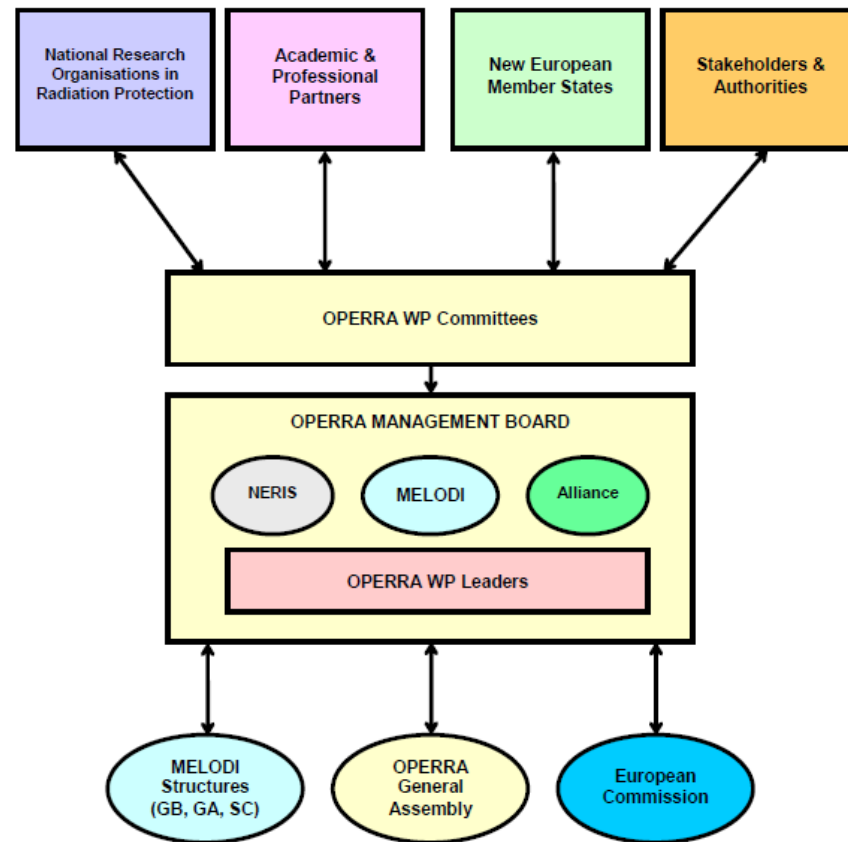 National Research
Organisations in
Radiation Protection
Academic &
Professional
Partners
New European
Member States
Stakeholders &
Authorities
OPERRA WP Committees
OPERRA MANAGEMENT BOARD
NERIS
MELODI
Alliance
OPERRA WP Leaders
MELODI
Structures
(GB, GA, SC)
OPERRA
General
Assembly
European
Commission